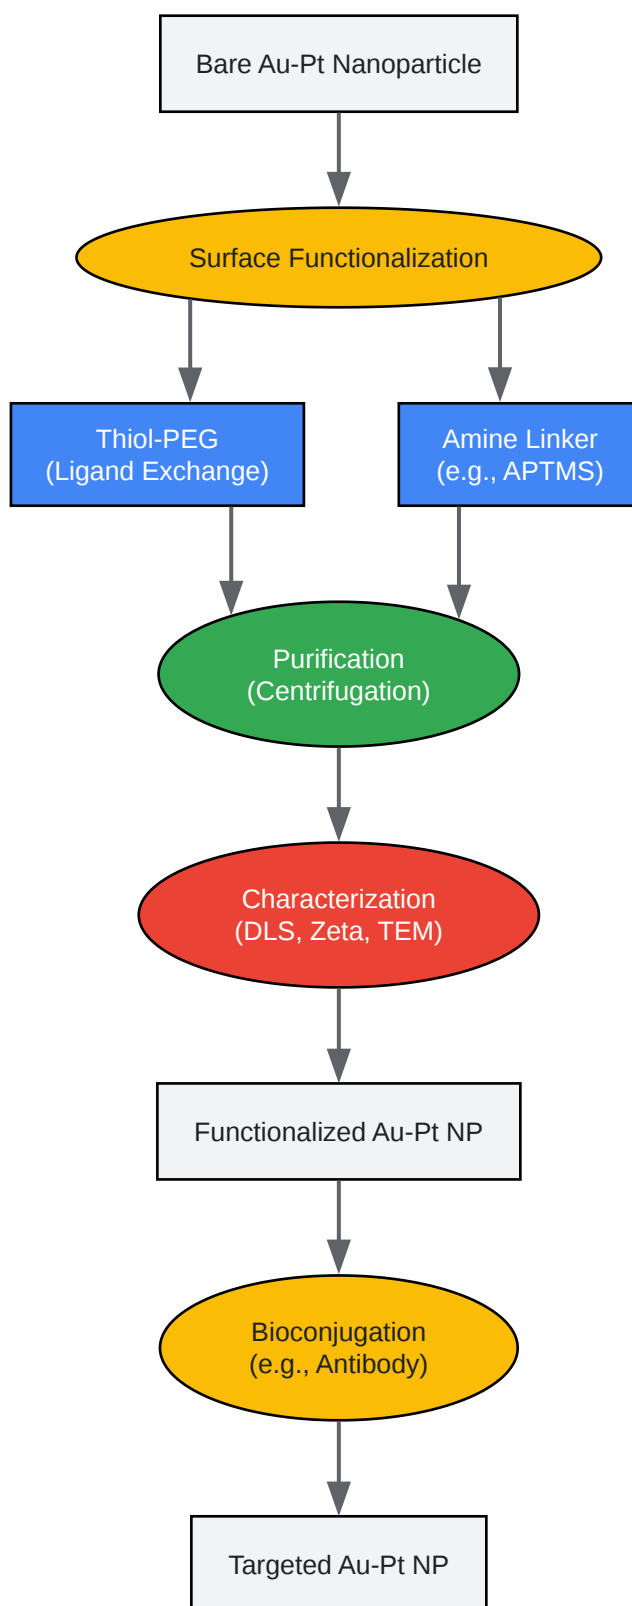 Bare Au-Pt Nanoparticle
Surface Functionalization
Thiol-PEG
(Ligand Exchange)
Amine Linker
(e.g., APTMS)
Purification
(Centrifugation)
Characterization
(DLS, Zeta, TEM)
Functionalized Au-Pt NP
Bioconjugation
(e.g., Antibody)
Targeted Au-Pt NP